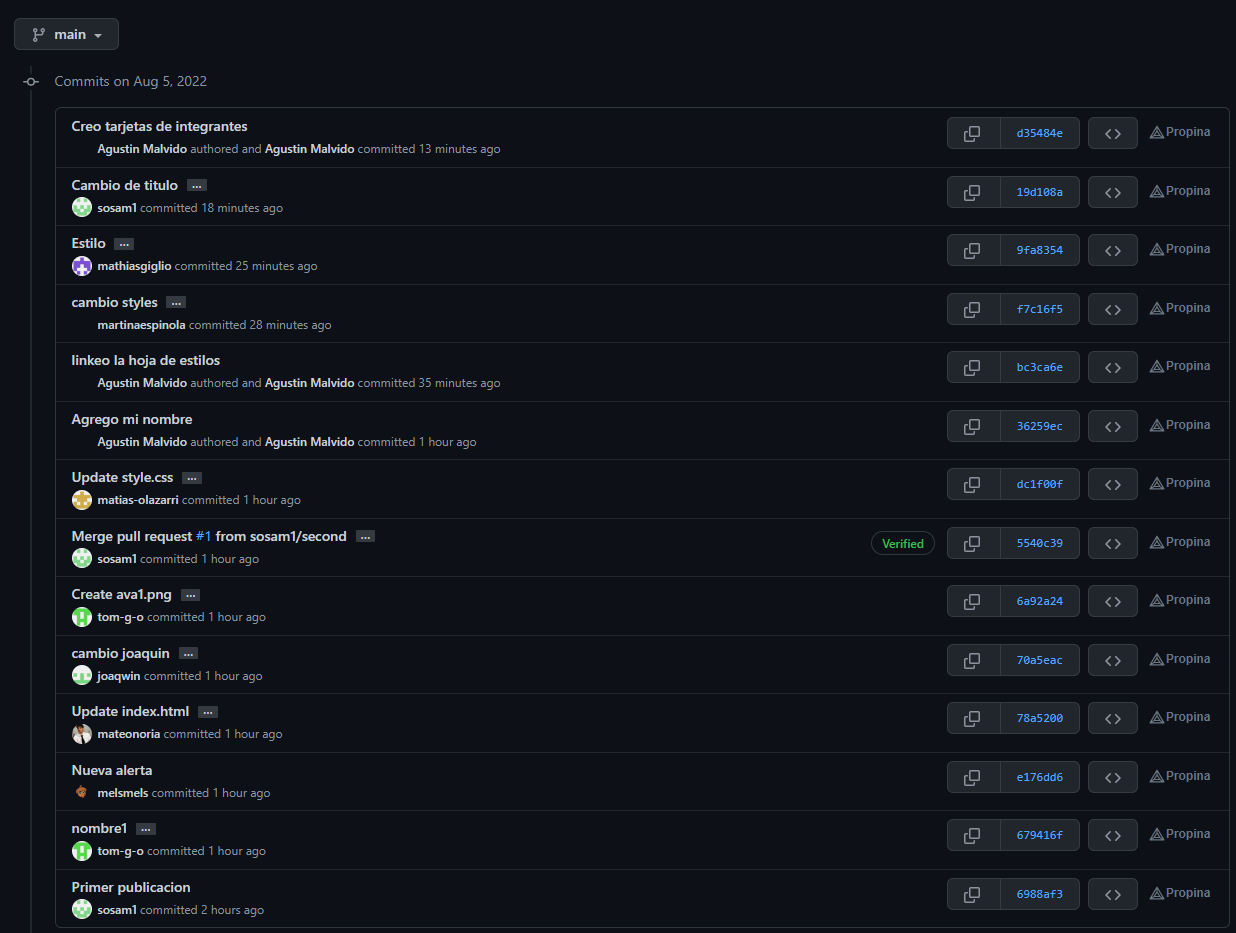 main
Commits on Aug 5, 2022
Creo tarjetas de integrantes
Agustin Malvido authored and Agustin Malvido committed 13 minutes ago
d35484e
Propina
Cambio de titulo ...
sosam1 committed 18 minutes ago
19d108a
Propina
Estilo ...
mathiasgiglio committed 25 minutes ago
9fa8354
Propina
cambio styles ...
martinaespinola committed 28 minutes ago
f7c16f5
Propina
linkeo la hoja de estilos
Agustin Malvido authored and Agustin Malvido committed 35 minutes ago
bc3ca6e
Propina
Agrego mi nombre
Agustin Malvido authored and Agustin Malvido committed 1 hour ago
36259ec
Propina
Update style.css ...
matias-olazarri committed 1 hour ago
dc1f00f
Propina
Merge pull request #1 from sosam1/second ...
sosam1 committed 1 hour ago
Verified
5540c39
Propina
Create ava1.png ...
tom-g-o committed 1 hour ago
6a92a24
Propina
cambio joaquin ...
joaqwin committed 1 hour ago
70a5eac
Propina
Update index.html ...
mateonoria committed 1 hour ago
78a5200
Propina
Nueva alerta
melsmels committed 1 hour ago
e176dd6
Propina
nombre1 ...
tom-g-o committed 1 hour ago
679416f
Propina
Primer publicacion
sosam1 committed 2 hours ago
6988af3
Propina